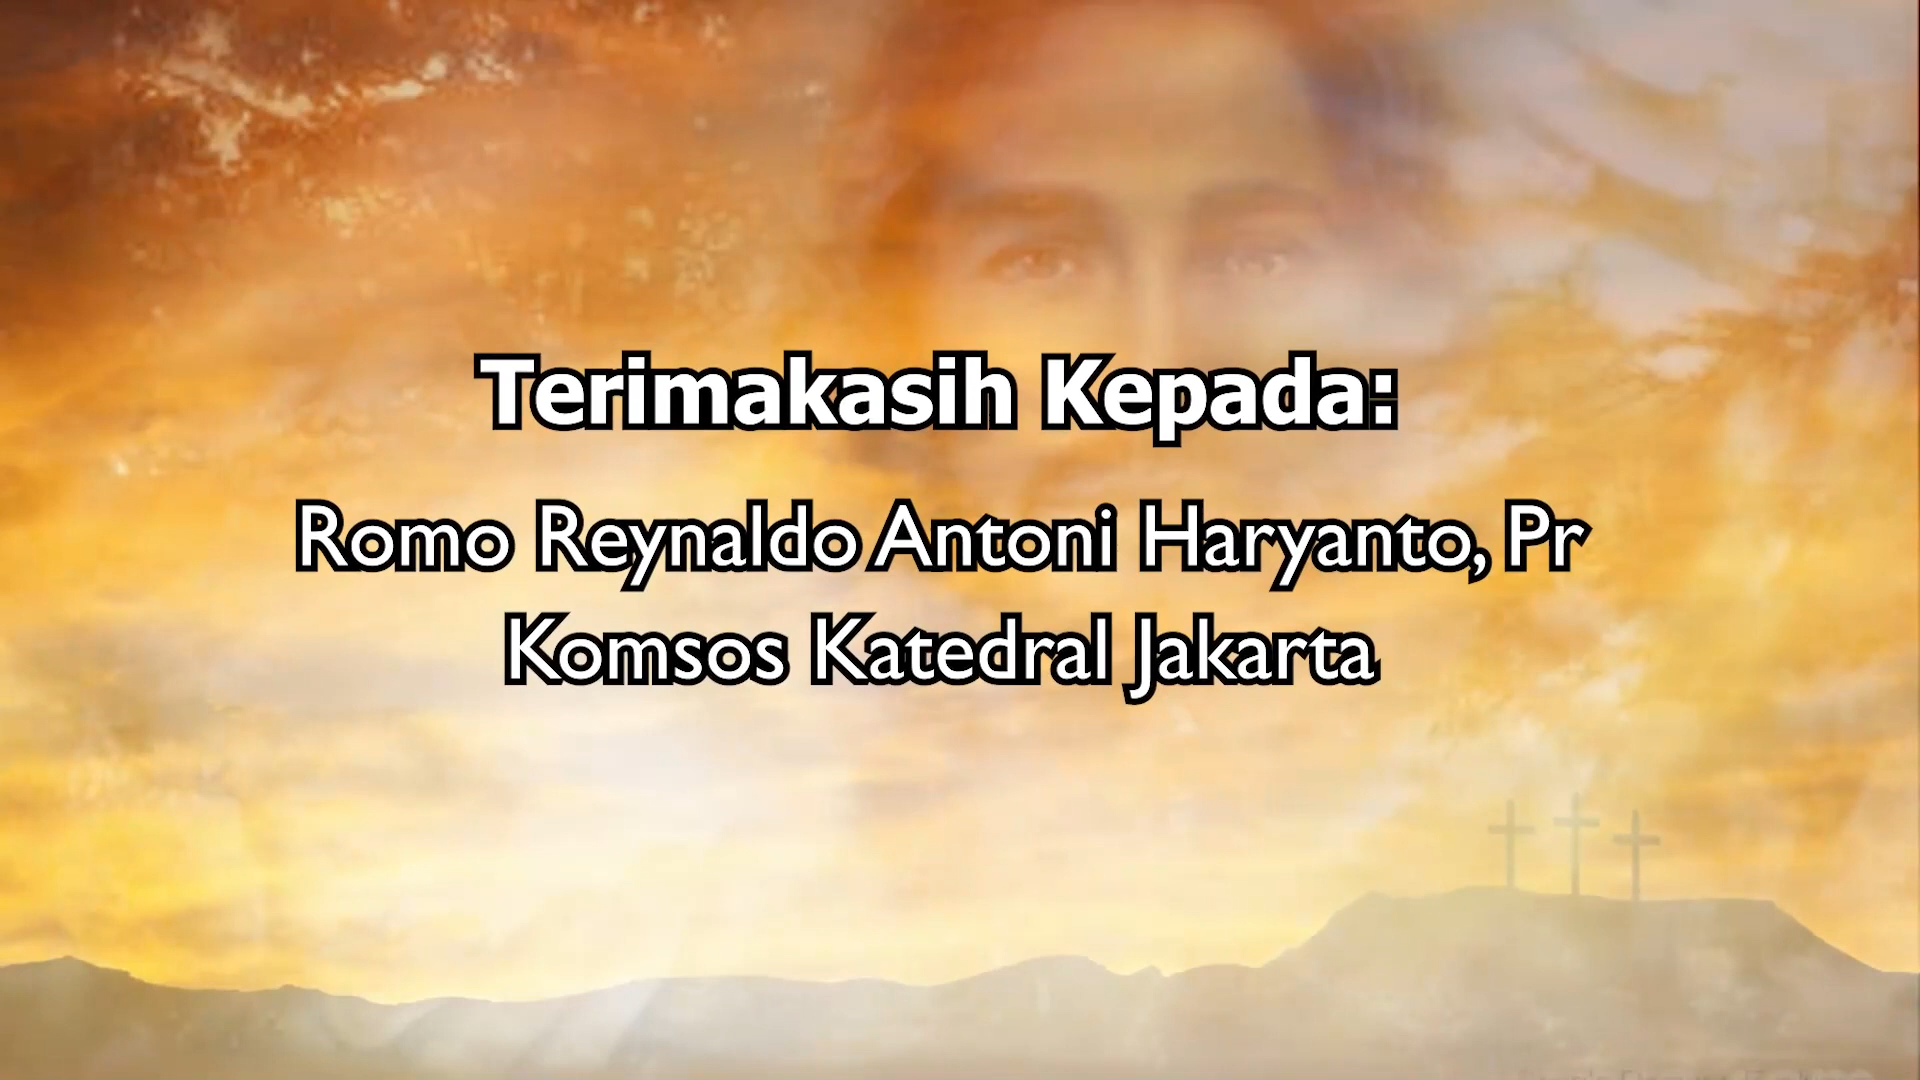 Terimakasih Kepada:
Romo Reynaldo Antoni Haryanto, Pr
Komsos Katedral Jakarta